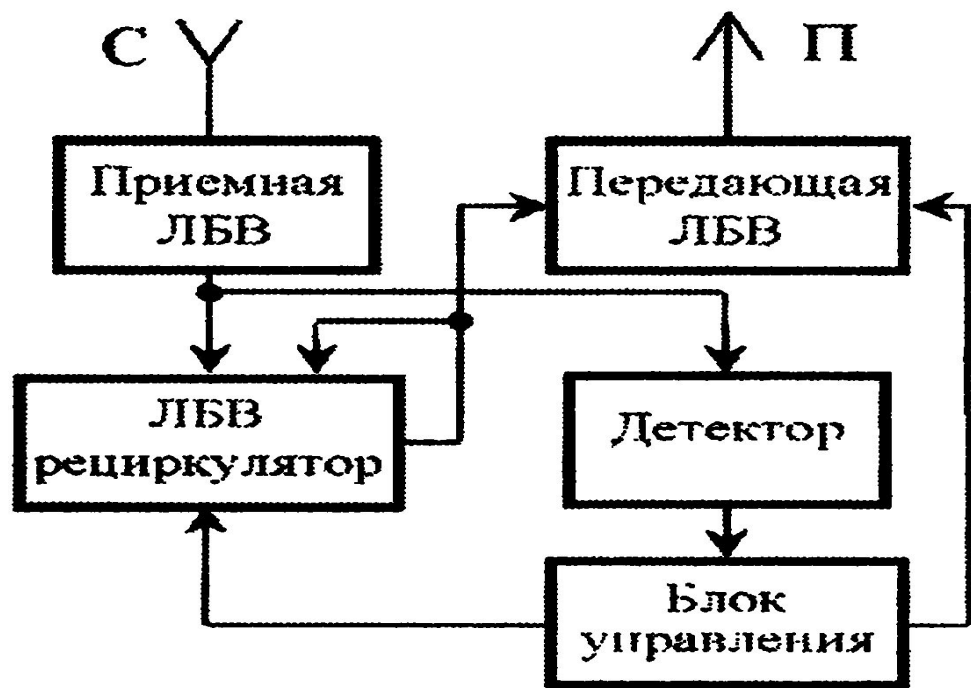 С
П
Приемная
ЛБВ
Передающая
ЛБВ
ЛБВ
рециркулятор
Детектор
Блок
управления